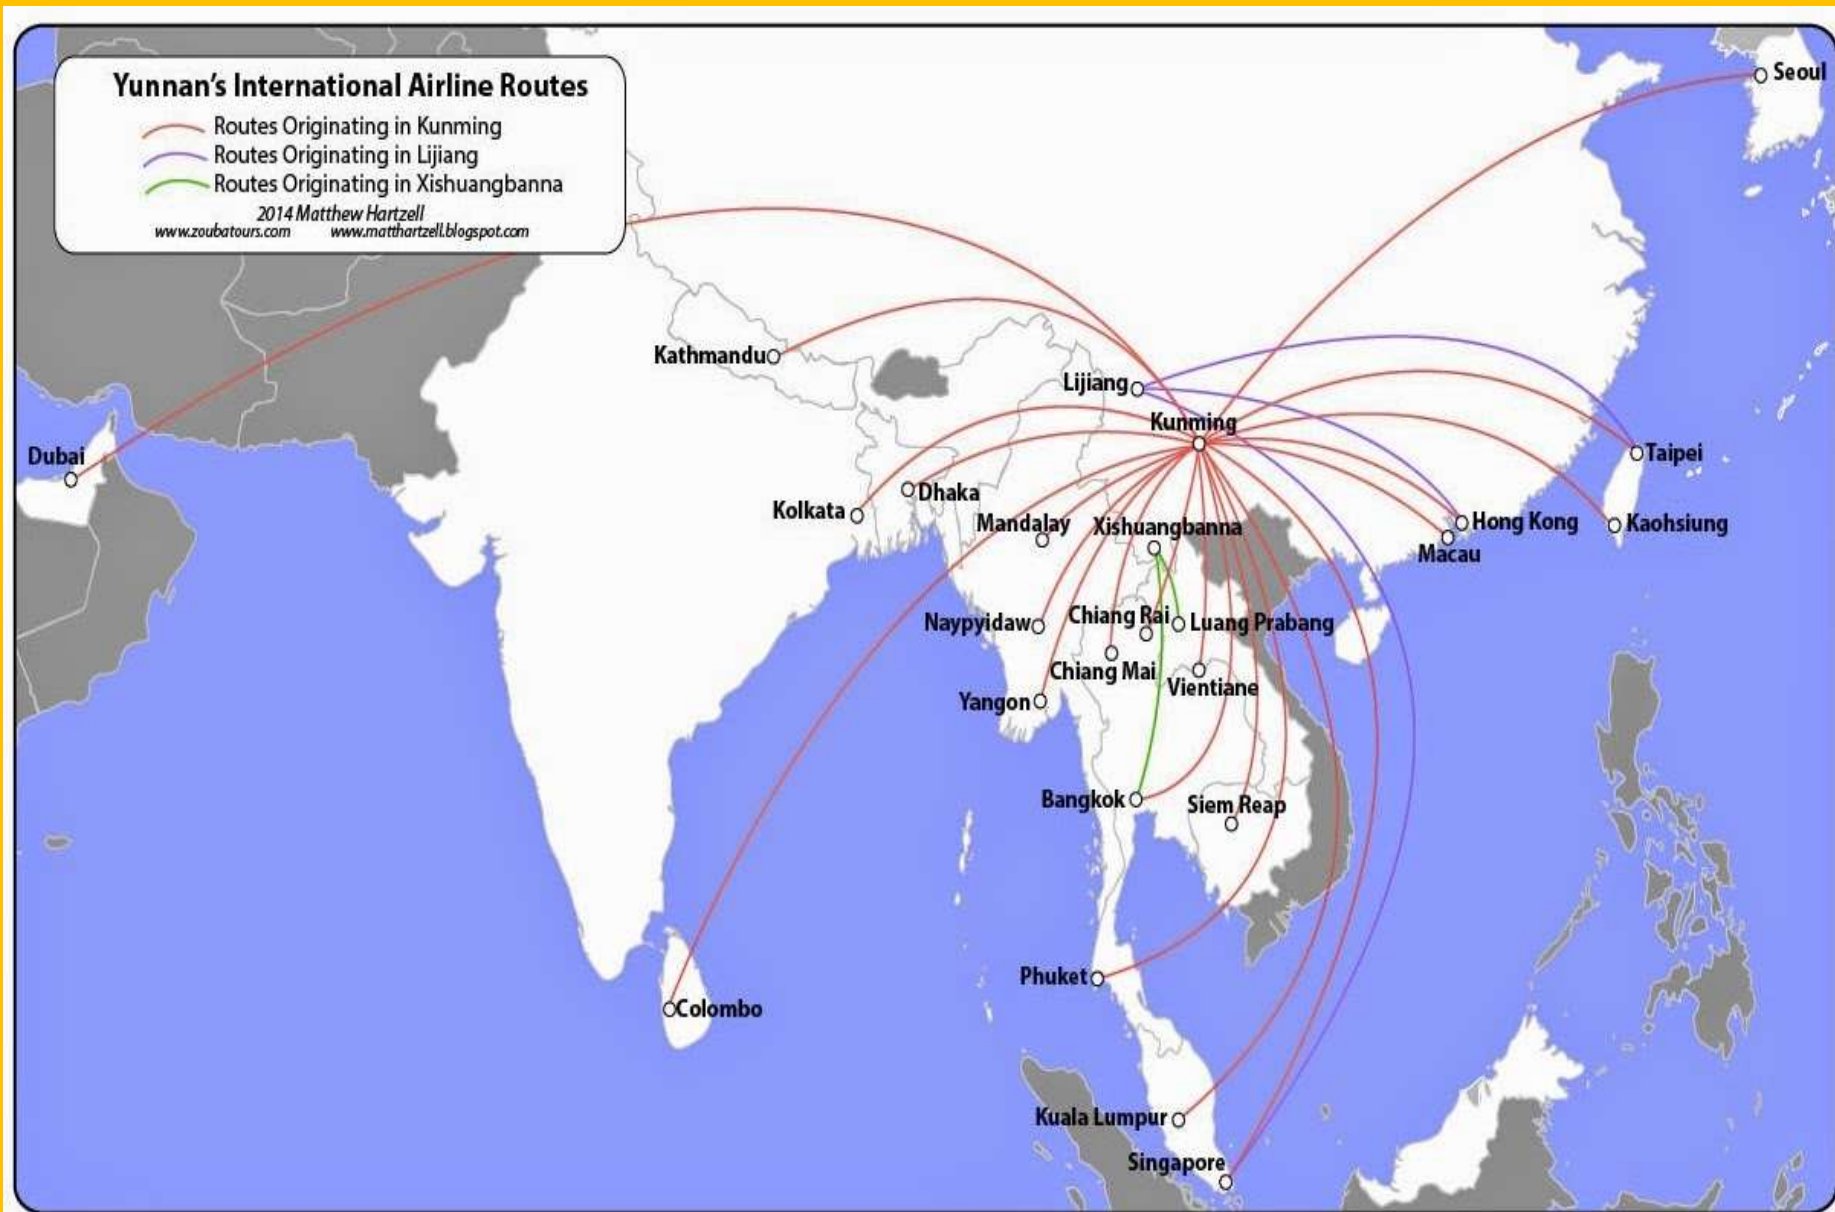 Yunnan's International Airline Routes
Routes Originating in Kunming
Routes Originating in Lijiang
Routes Originating in Xishuangbanna
2014 Matthew Hartzell
www.zoubatours.com www.matthartzell.blogspot.com
Seoul
Kathmandu
Lijiang
Kunming
Dubai
Taipei
Kolkata
Dhaka
Mandalay
Xishuangbanna
Hong Kong
Kaohsiung
Macau
Naypyidaw
Chiang Rai
Luang Prabang
Chiang Mai
Vientiane
Yangon
Bangkok
Siem Reap
Phuket
Colombo
Kuala Lumpur
Singapore